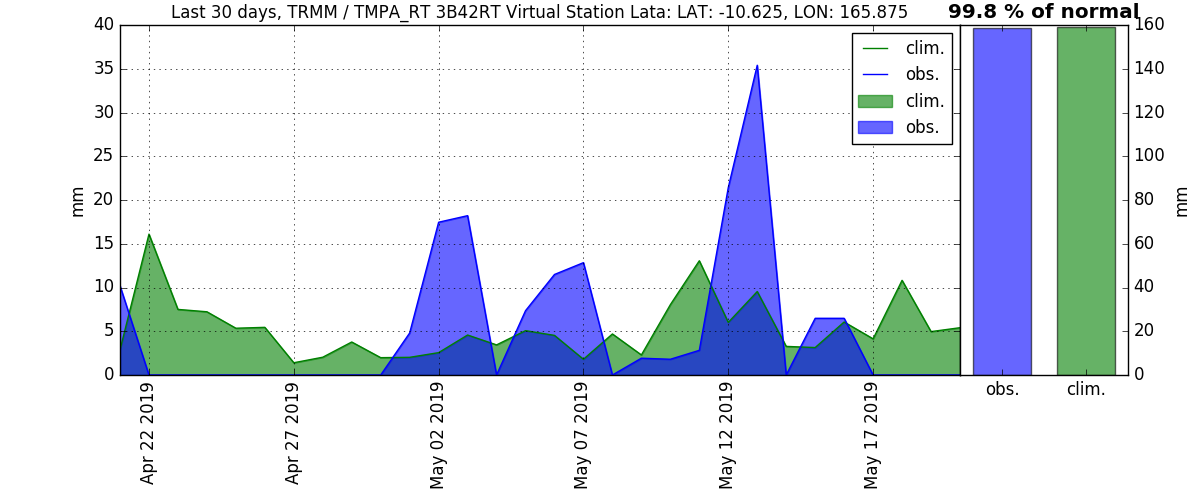 Last 30 days, TRMM / TMPA_RT 3B42RT Virtual Station Lata: LAT: -10.625, LON: 165.875
99.8 % of normal
40
35
30
25
20
15
10
5
0
mm
clim.
obs.
clim.
obs.
Apr 22 2019
Apr 27 2019
May 02 2019
May 07 2019
May 12 2019
May 17 2019
160
140
120
100
80
60
40
20
0
mm
obs.
clim.